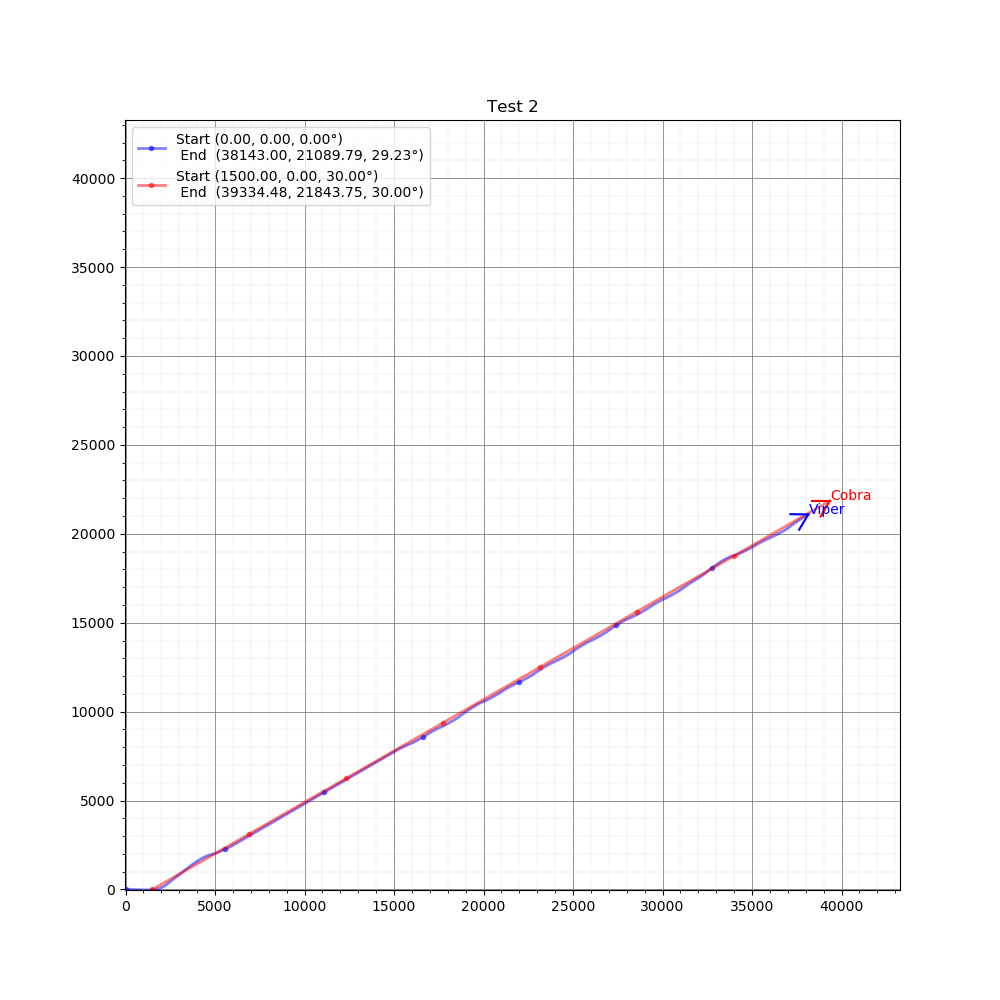 Test 2
Start (0.00, 0.00, 0.00°)
End (38143.00, 21089.79, 29.23°)
Start (1500.00, 0.00, 30.00°)
End (39334.48, 21843.75, 30.00°)
40000
35000
30000
25000
Cobra
Viper
20000
15000
10000
5000
0
0 5000 10000 15000 20000 25000 30000 35000 40000